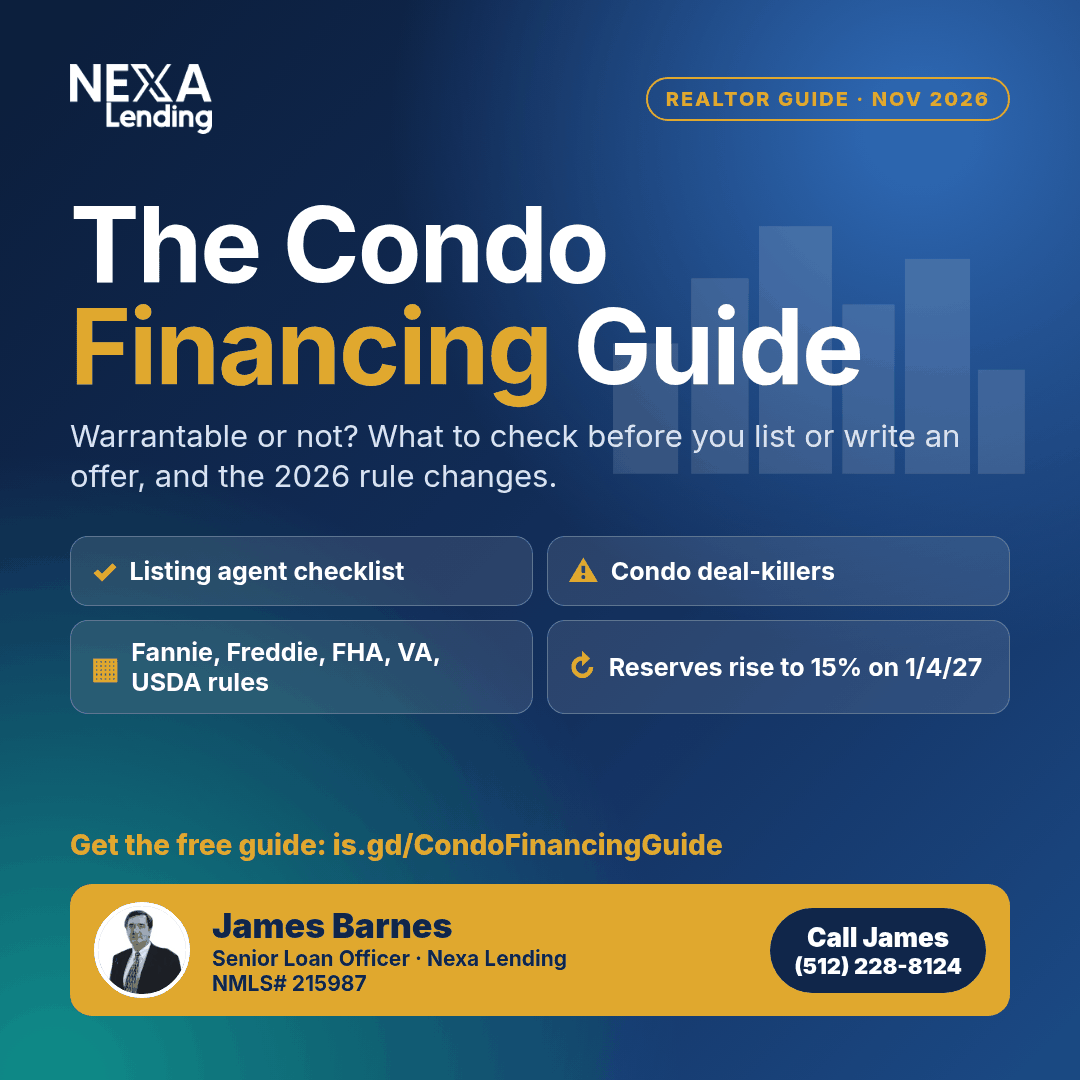 NEXA
Lending
REALTOR GUIDE · NOV 2026
The Condo
Financing Guide
Warrantable or not? What to check before you list or write an
offer, and the 2026 rule changes.
Listing agent checklist
Condo deal-killers
Fannie, Freddie, FHA, VA,
USDA rules
Reserves rise to 15% on 1/4/27
Get the free guide: is.gd/CondoFinancingGuide
James Barnes
Senior Loan Officer · Nexa Lending
NMLS# 215987
Call James
(512) 228-8124